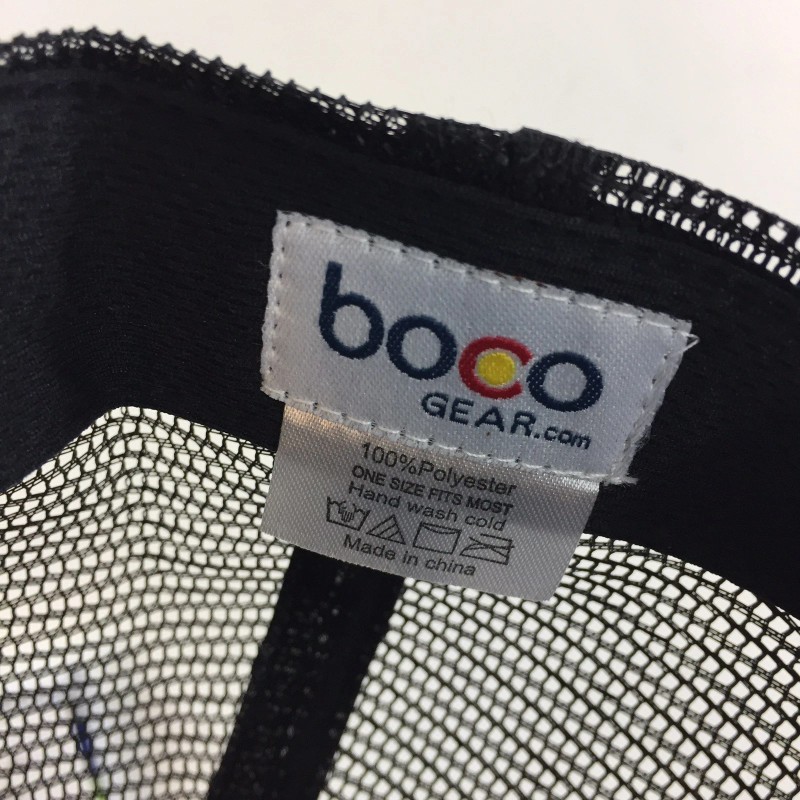 boco
GEAR.com
100%Polyester
ONE SIZE FITS MOST
Hand wash cold
Made in china